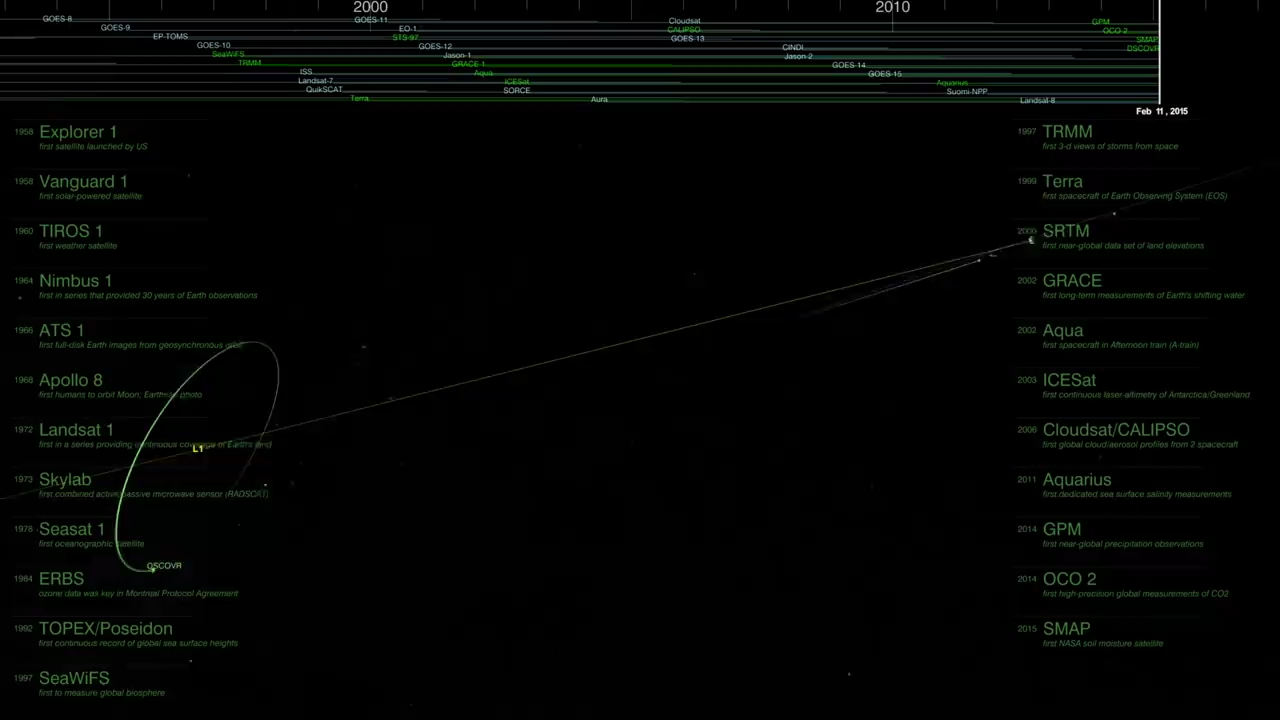 2000
2010
GOES-8
GOES-11
Cloudsat
GPM
GOES-9
EO-1
CALIPSO
OCO 2
EP-TOMS
STS-97
GOES-13
SMAP
GOES-10
GOES-12
CINDI
DSCOVR
SeaWiFS
Jason-1
Jason-2
TRMM
GRACE-1
GOES-14
ISS
Aqua
GOES-15
Landsat-7
ICESat
Aquarius
QuikSCAT
SORCE
Suomi-NPP
Terra
Aura
Landsat-8
Feb 11, 2015
1958 Explorer 1
first satellite launched by US
1958 Vanguard 1
first solar-powered satellite
1960 TIROS 1
first weather satellite
1964 Nimbus 1
first in series that provided 30 years of Earth observations
1966 ATS 1
first full-disk Earth images from geosynchronous orbit
1968 Apollo 8
first humans to orbit Moon; Earthrise photo
1972 Landsat 1
first in a series providing continuous coverage of Earth's land
L1
1973 Skylab
first combined active/passive microwave sensor (RADSCAT)
1978 Seasat 1
first oceanographic satellite
DSCOVR
1984 ERBS
ozone data was key in Montreal Protocol Agreement
1992 TOPEX/Poseidon
first continuous record of global sea surface heights
1997 SeaWiFS
first to measure global biosphere
1997 TRMM
first 3-d views of storms from space
1999 Terra
first spacecraft of Earth Observing System (EOS)
2000 SRTM
first near-global data set of land elevations
2002 GRACE
first long-term measurements of Earth's shifting water
2002 Aqua
first spacecraft in Afternoon train (A-train)
2003 ICESat
first continuous laser-altimetry of Antarctica/Greenland
2006 Cloudsat/CALIPSO
first global cloud/aerosol profiles from 2 spacecraft
2011 Aquarius
first dedicated sea surface salinity measurements
2014 GPM
first near-global precipitation observations
2014 OCO 2
first high-precision global measurements of CO2
2015 SMAP
first NASA soil moisture satellite